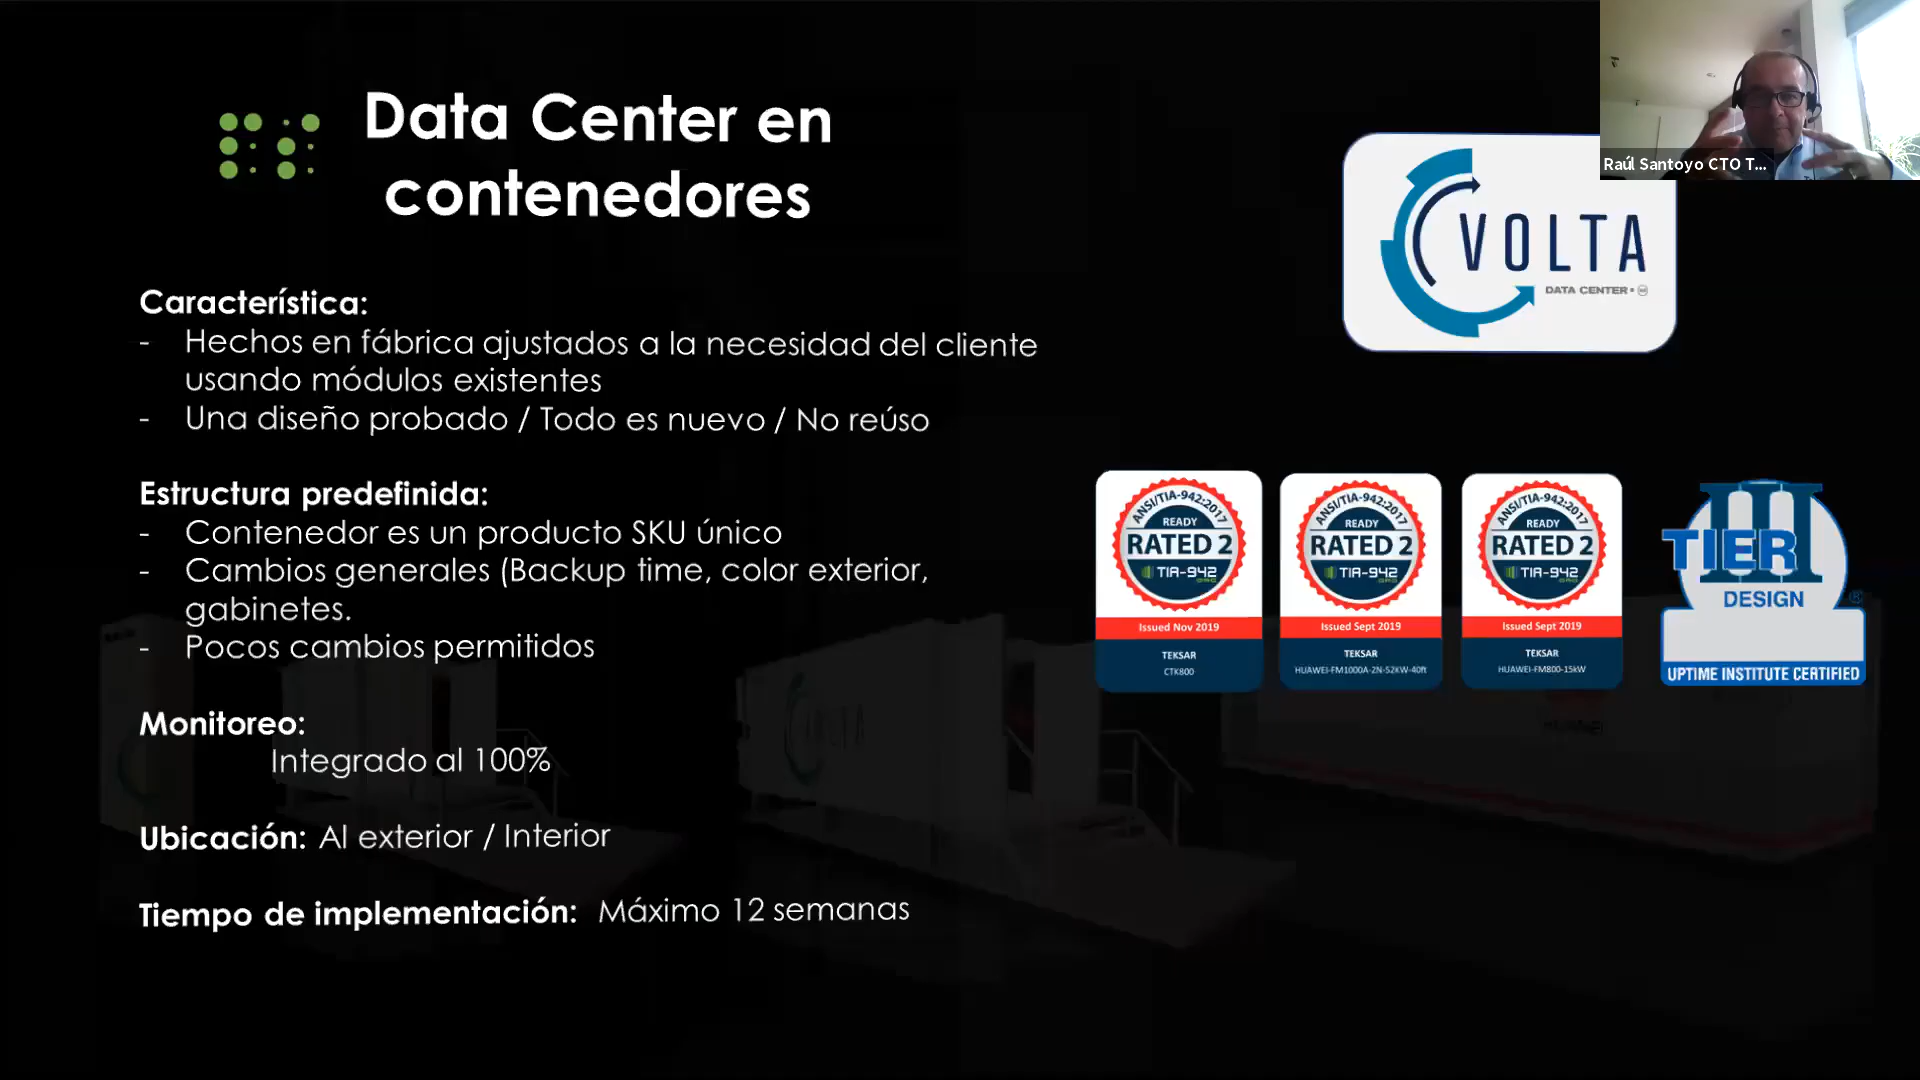 Data Center en
contenedores
Raúl Santoyo CTO T...
VOLTA
DATA CENTER
Característica:
- Hechos en fábrica ajustados a la necesidad del cliente
usando módulos existentes
- Una diseño probado / Todo es nuevo / No reúso
Estructura predefinida:
- Contenedor es un producto SKU único
- Cambios generales (Backup time, color exterior,
gabinetes.
- Pocos cambios permitidos
Monitoreo:
Integrado al 100%
Ubicación: Al exterior / Interior
Tiempo de implementación: Máximo 12 semanas
ANSI/TIA-942:2017
READY
RATED 2
TIA-942
Issued Nov 2019
TEKSAR
CTK800
ANSI/TIA-942:2017
READY
RATED 2
TIA-942
Issued Sept 2019
TEKSAR
HUAWEI-FM1000A-2N-52KW-40ft
ANSI/TIA-942:2017
READY
RATED 2
TIA-942
Issued Sept 2019
TEKSAR
HUAWEI-FM800-15kW
III
TIER
DESIGN
®
UPTIME INSTITUTE CERTIFIED
VOLTA